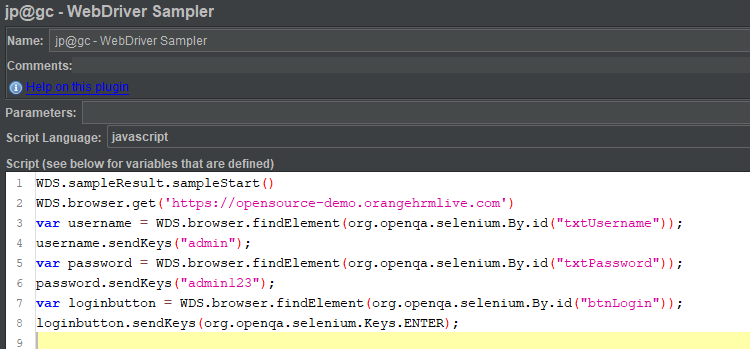 jp@gc - WebDriver Sampler
Name: jp@gc - WebDriver Sampler
Comments:
Help on this plugin
Parameters:
Script Language: javascript
Script (see below for variables that are defined)
1 WDS.sampleResult.sampleStart()
2 WDS.browser.get('https://opensource-demo.orangehrmlive.com')
3 var username = WDS.browser.findElement(org.openqa.selenium.By.id("txtUsername"));
4 username.sendKeys("admin");
5 var password = WDS.browser.findElement(org.openqa.selenium.By.id("txtPassword"));
6 password.sendKeys("admin123");
7 var loginbutton = WDS.browser.findElement(org.openqa.selenium.By.id("btnLogin"));
8 loginbutton.sendKeys(org.openqa.selenium.Keys.ENTER);
9